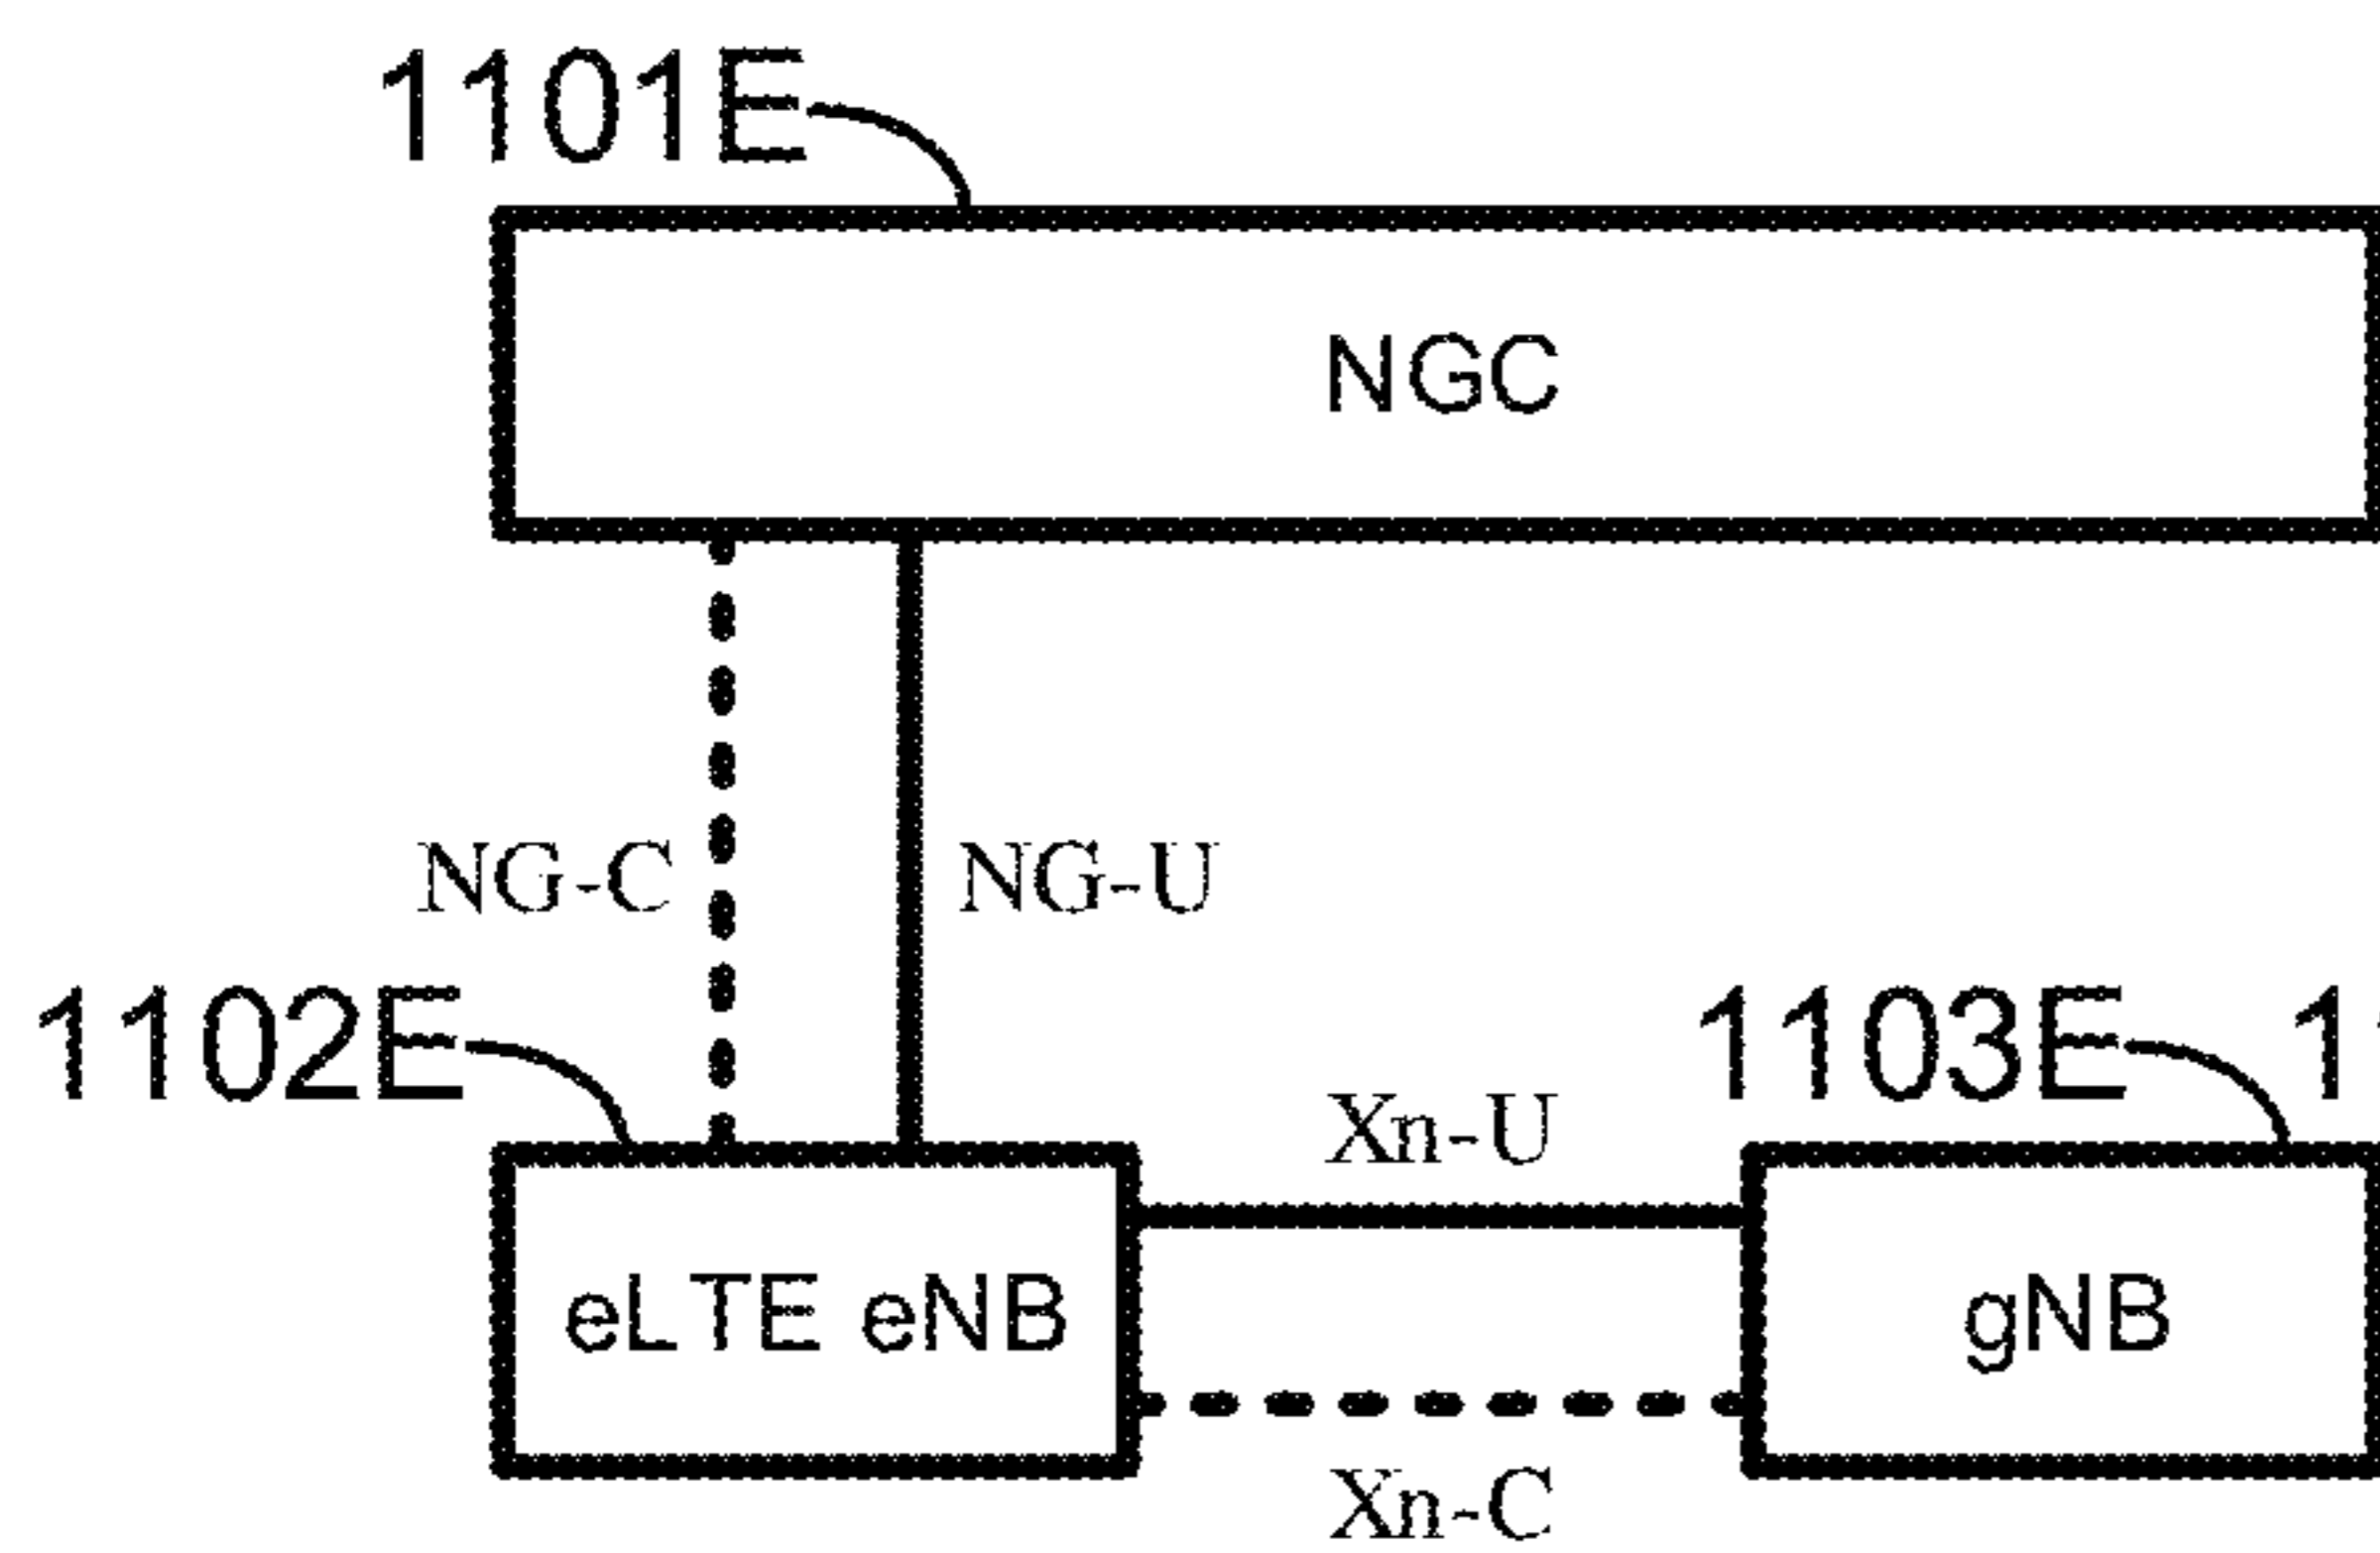 1101E
NGC
NG-C NG-U
1102E 1103E
Xn-U
eLTE eNB gNB
Xn-C